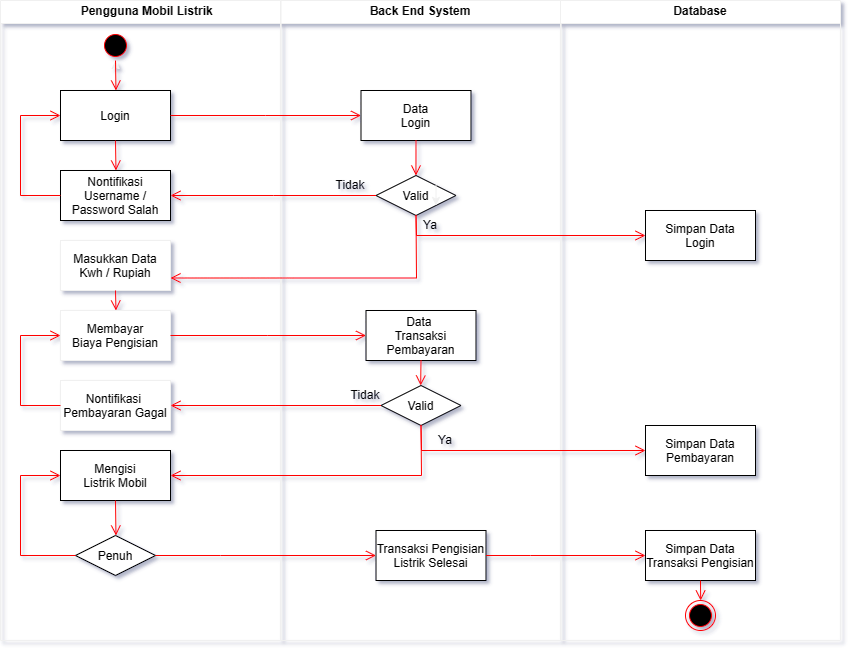 Pengguna Mobil Listrik
Back End System
Database
Login
Data
Login
Nontifikasi
Username /
Password Salah
Tidak
Valid
Ya
Simpan Data
Login
Masukkan Data
Kwh / Rupiah
Membayar
Biaya Pengisian
Data
Transaksi
Pembayaran
Nontifikasi
Pembayaran Gagal
Tidak
Valid
Ya
Simpan Data
Pembayaran
Mengisi
Listrik Mobil
Penuh
Transaksi Pengisian
Listrik Selesai
Simpan Data
Transaksi Pengisian